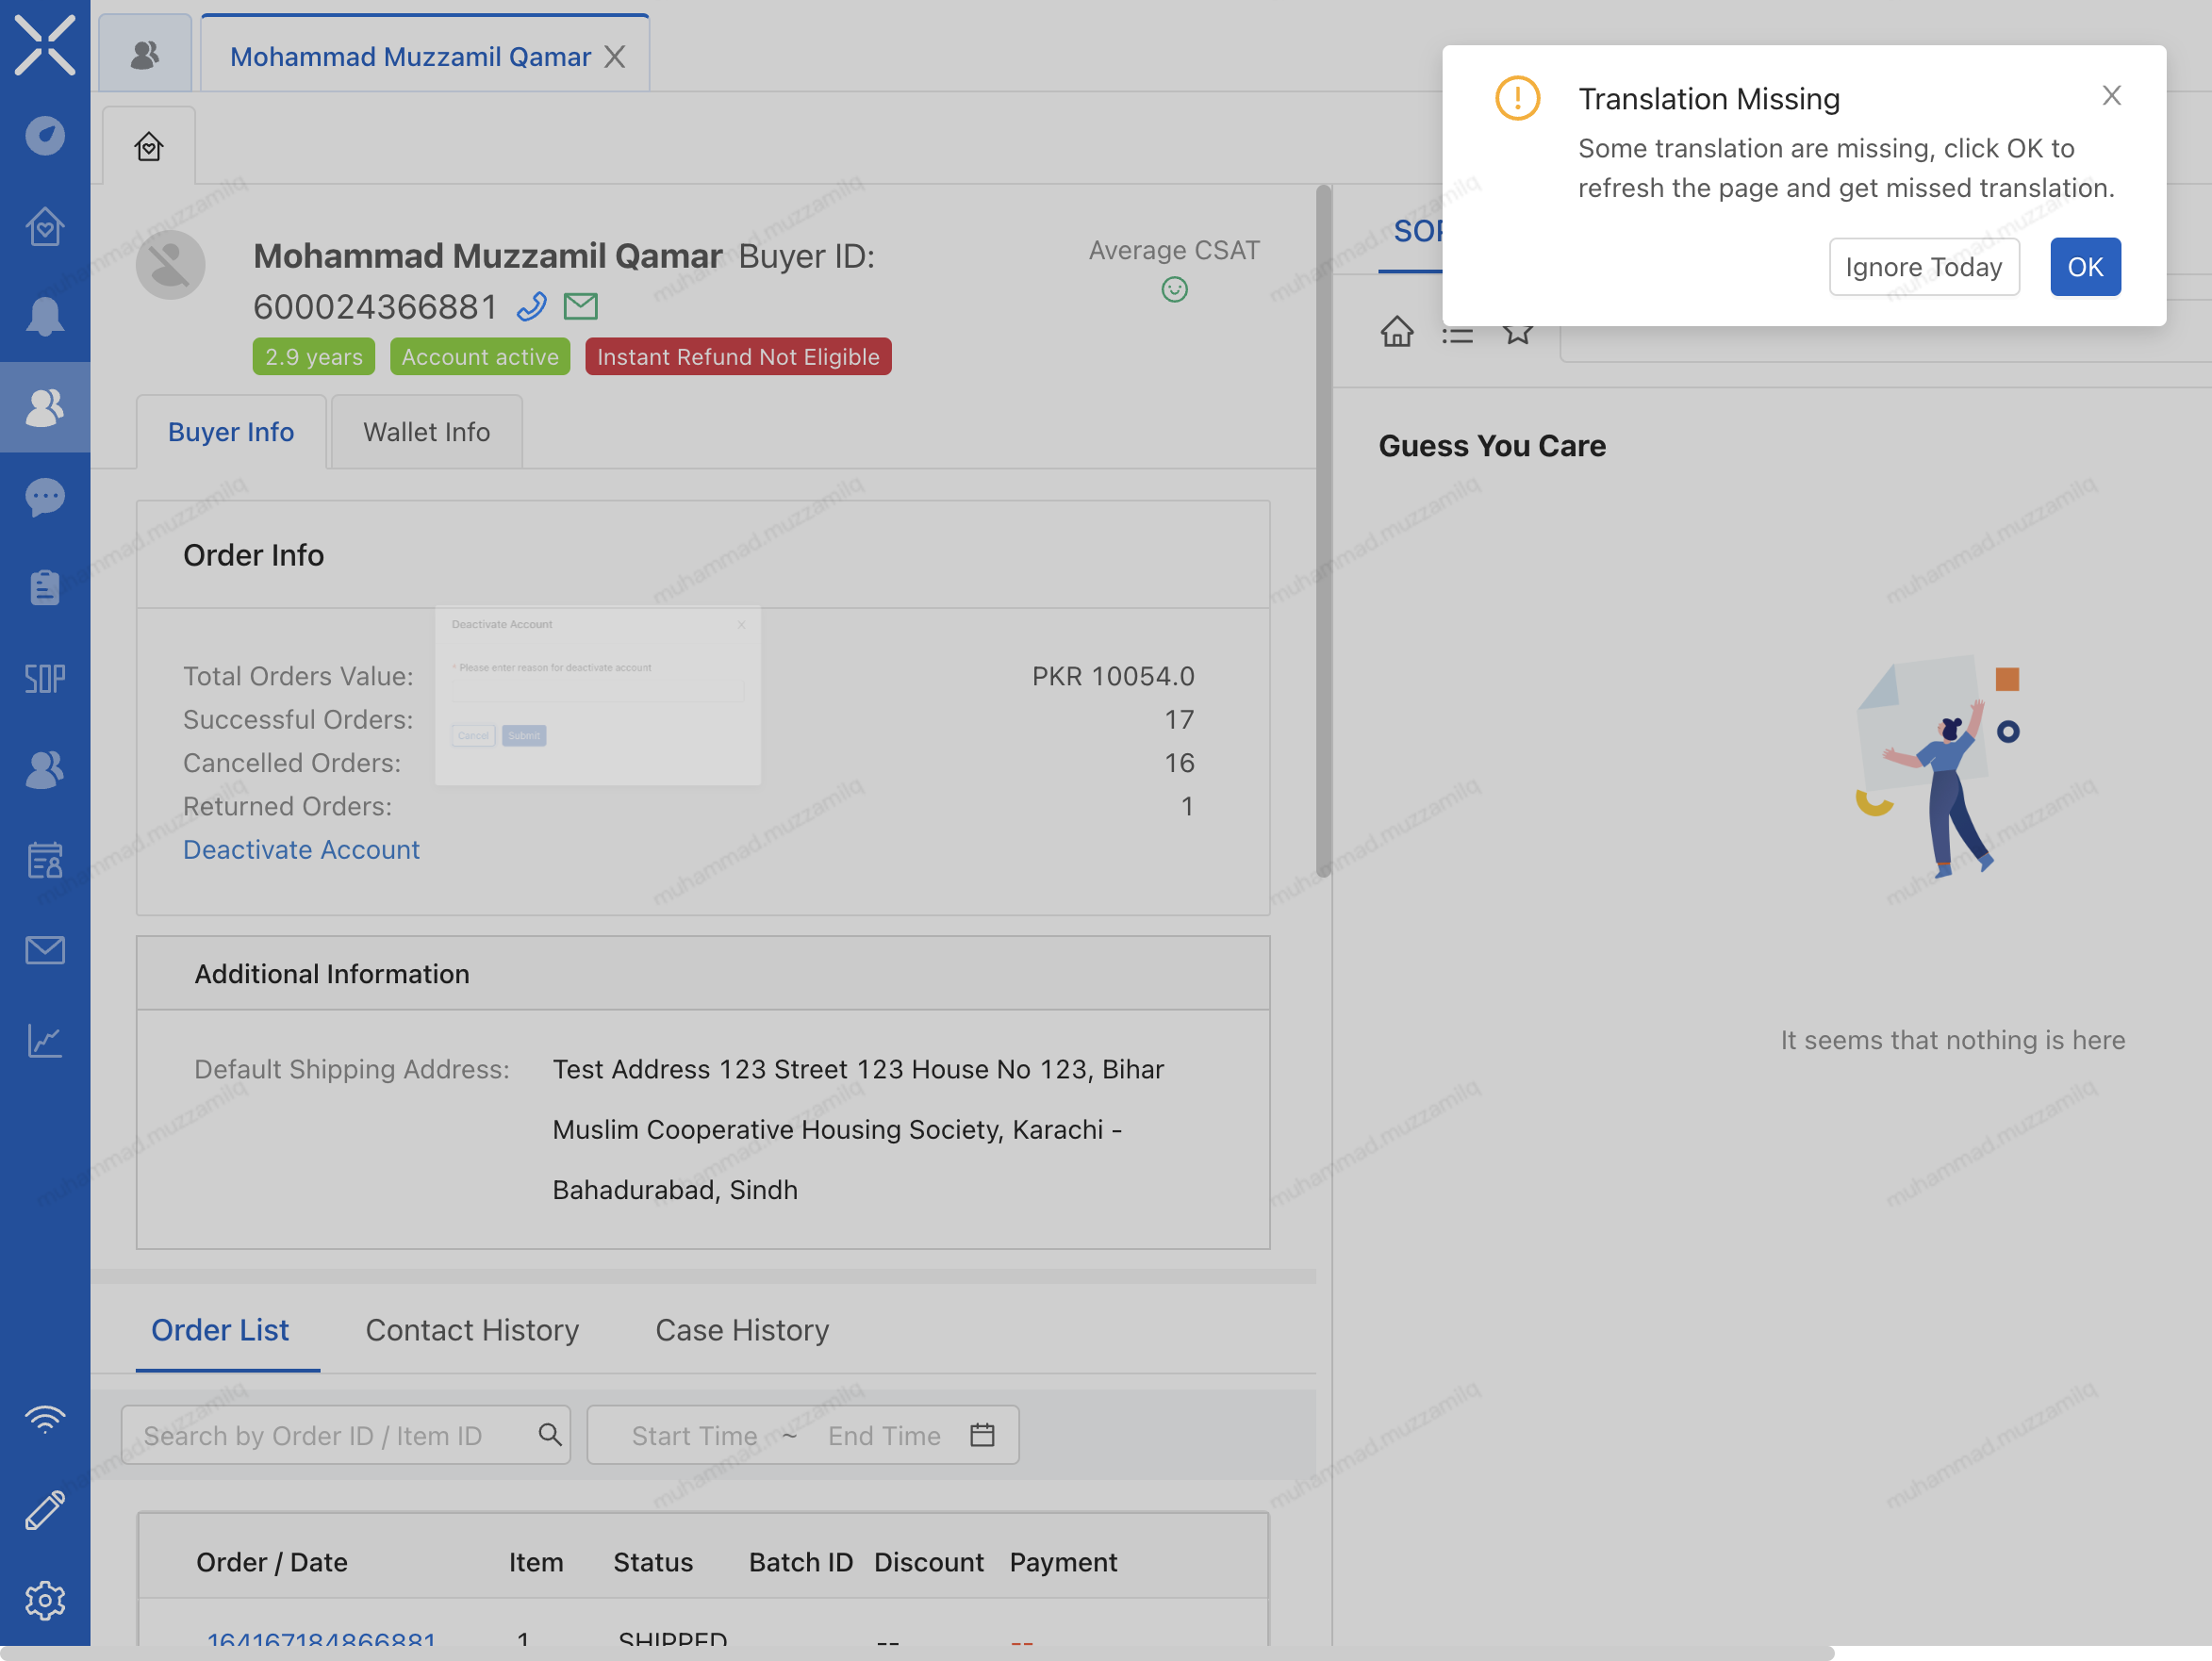 Mohammad Muzzamil Qamar
Translation Missing
Some translation are missing, click OK to
refresh the page and get missed translation.
Ignore Today
OK
Mohammad Muzzamil Qamar Buyer ID:
600024366881
Average CSAT
2.9 years
Account active
Instant Refund Not Eligible
Buyer Info
Wallet Info
Guess You Care
Order Info
Deactivate Account
* Please enter reason for deactivate account
Cancel
Submit
Total Orders Value:
PKR 10054.0
Successful Orders:
17
Cancelled Orders:
16
Returned Orders:
1
Deactivate Account
SOP
Additional Information
Default Shipping Address:
Test Address 123 Street 123 House No 123, Bihar
Muslim Cooperative Housing Society, Karachi -
Bahadurabad, Sindh
It seems that nothing is here
Order List
Contact History
Case History
Search by Order ID / Item ID
Start Time ~ End Time
Order / Date
Item
Status
Batch ID
Discount
Payment
164167184866881
1
SHIPPED
--
--
muhammad.muzzamilq